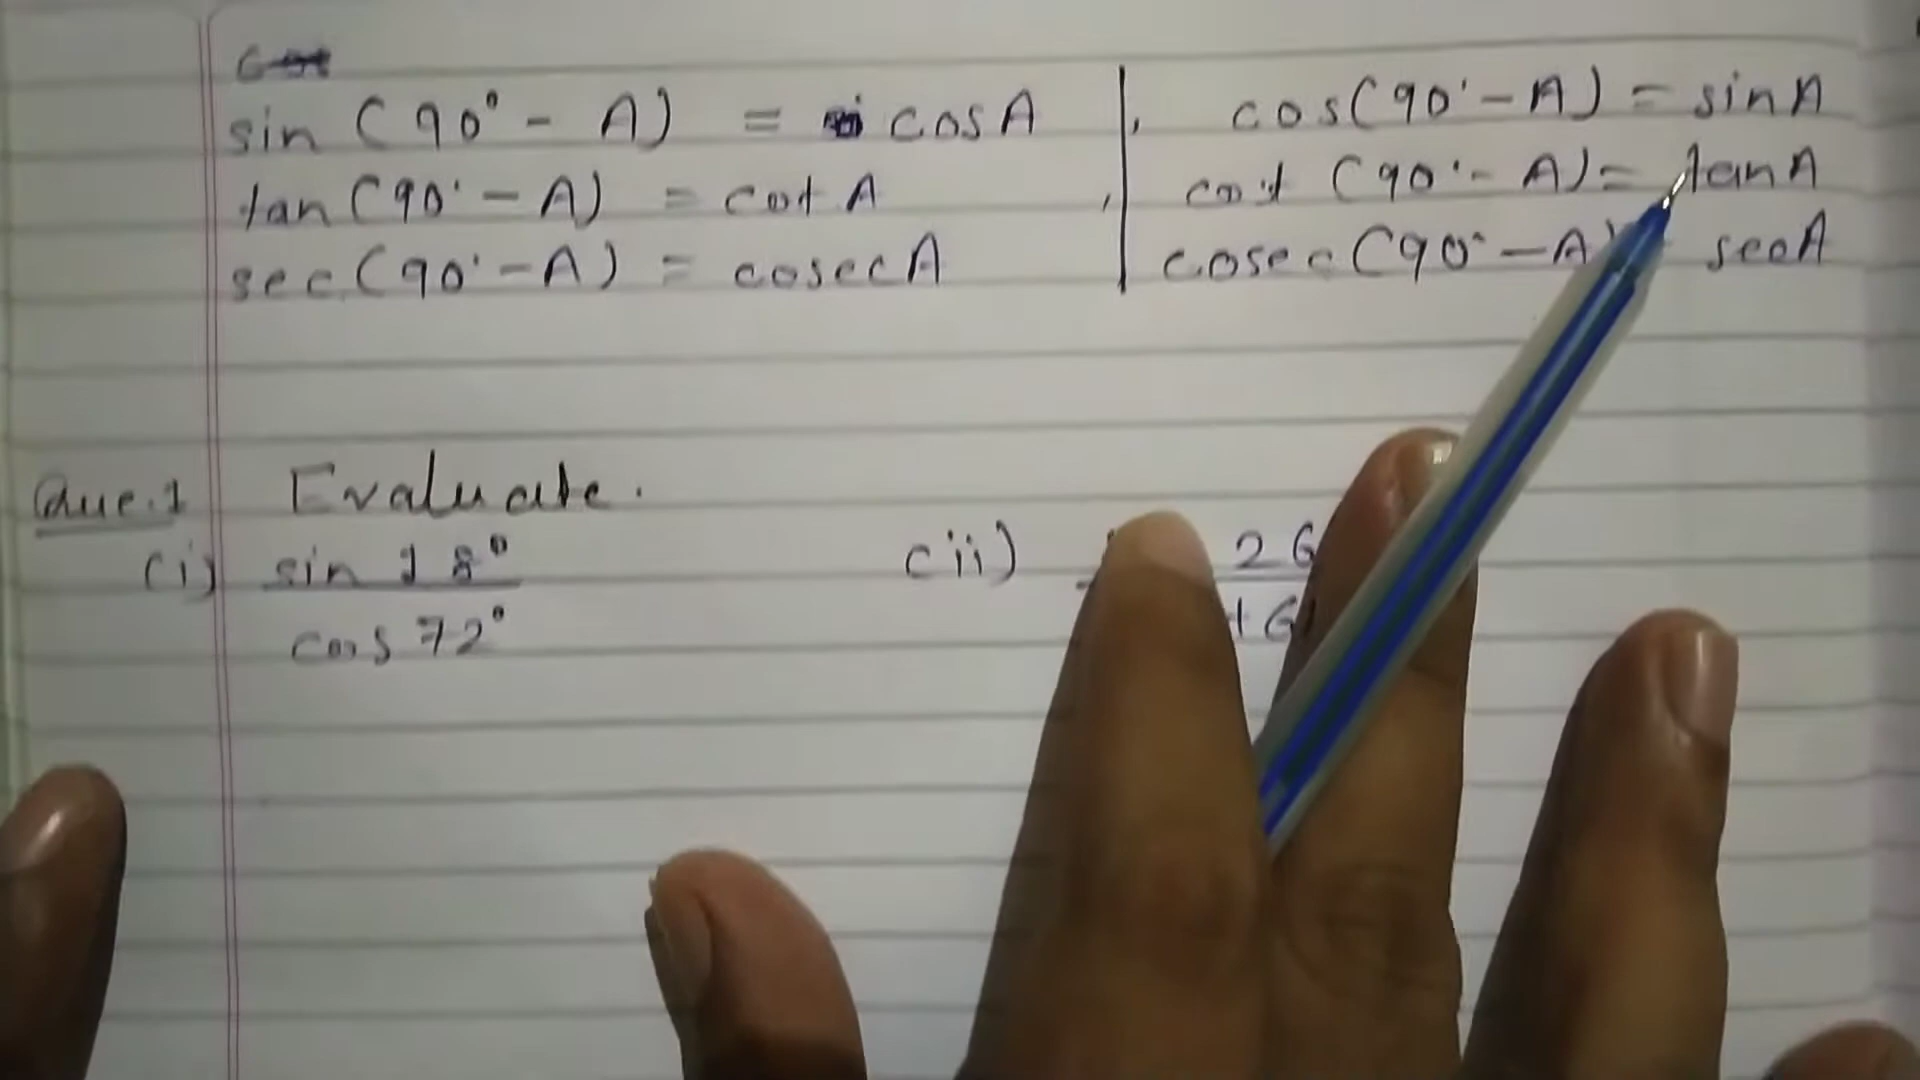 sin (90° - A) = cos A , cos(90° - A) = sin A
tan (90° - A) = cot A , cot (90° - A) = tan A
sec (90° - A) = cosec A cosec (90° - A) sec A
Que.1 Evaluate.
(i) sin 18° (ii) 26
cos 72°